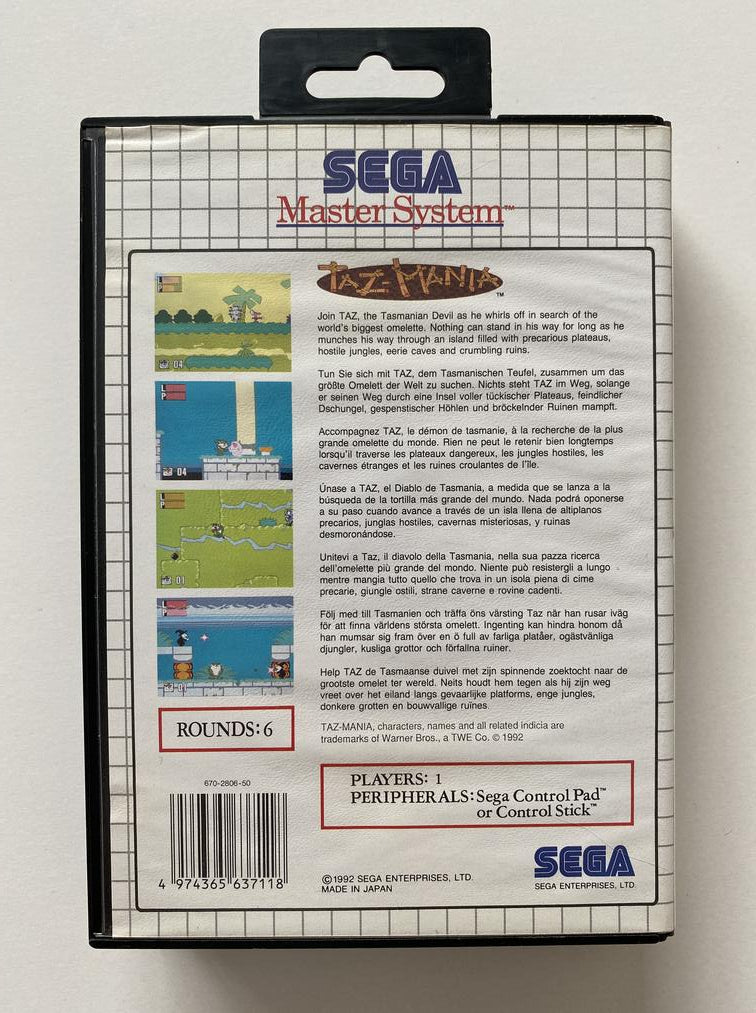 SEGA
Master System™
TAZ-MANIA™
Join TAZ, the Tasmanian Devil as he whirls off in search of the
world's biggest omelette. Nothing can stand in his way for long as he
munches his way through an island filled with precarious plateaus,
hostile jungles, eerie caves and crumbling ruins.
Tun Sie sich mit TAZ, dem Tasmanischen Teufel, zusammen um das
größte Omelett der Welt zu suchen. Nichts steht TAZ im Weg, solange
er seinen Weg durch eine Insel voller tückischer Plateaus, feindlicher
Dschungel, gespenstischer Höhlen und bröckelnder Ruinen mampft.
Accompagnez TAZ, le démon de tasmanie, à la recherche de la plus
grande omelette du monde. Rien ne peut le retenir bien longtemps
lorsqu'il traverse les plateaux dangereux, les jungles hostiles, les
cavernes étranges et les ruines croulantes de l'île.
Únase a TAZ, el Diablo de Tasmania, a medida que se lanza a la
búsqueda de la tortilla más grande del mundo. Nada podrá oponerse
a su paso cuando avance a través de un isla llena de altiplanos
precarios, junglas hostiles, cavernas misteriosas, y ruinas
desmoronándose.
Unitevi a Taz, il diavolo della Tasmania, nella sua pazza ricerca
dell'omelette più grande del mondo. Niente può resistergli a lungo
mentre mangia tutto quello che trova in un isola piena di cime
precarie, giungle ostili, strane caverne e rovine cadenti.
Följ med till Tasmanien och träffa öns värsting Taz när han rusar iväg
för att finna världens största omelett. Ingenting kan hindra honom då
han mumsar sig fram över en ö full av farliga platåer, ogästvänliga
djungler, kusliga grottor och förfallna ruiner.
Help TAZ de Tasmaanse duivel met zijn spinnende zoektocht naar de
grootste omelet ter wereld. Neits houdt hem tegen als hij zijn weg
vreet over het eiland langs gevaarlijke platforms, enge jungles,
donkere grotten en bouwvallige ruïnes.
TAZ-MANIA, characters, names and all related indicia are
trademarks of Warner Bros., a TWE Co. © 1992
L
P
04
L
P
04
L
P
01
L
P
ROUNDS: 6
PLAYERS: 1
PERIPHERALS: Sega Control Pad™
or Control Stick™
670-2806-50
4 974365 637118
©1992 SEGA ENTERPRISES, LTD.
MADE IN JAPAN
SEGA
SEGA ENTERPRISES, LTD.